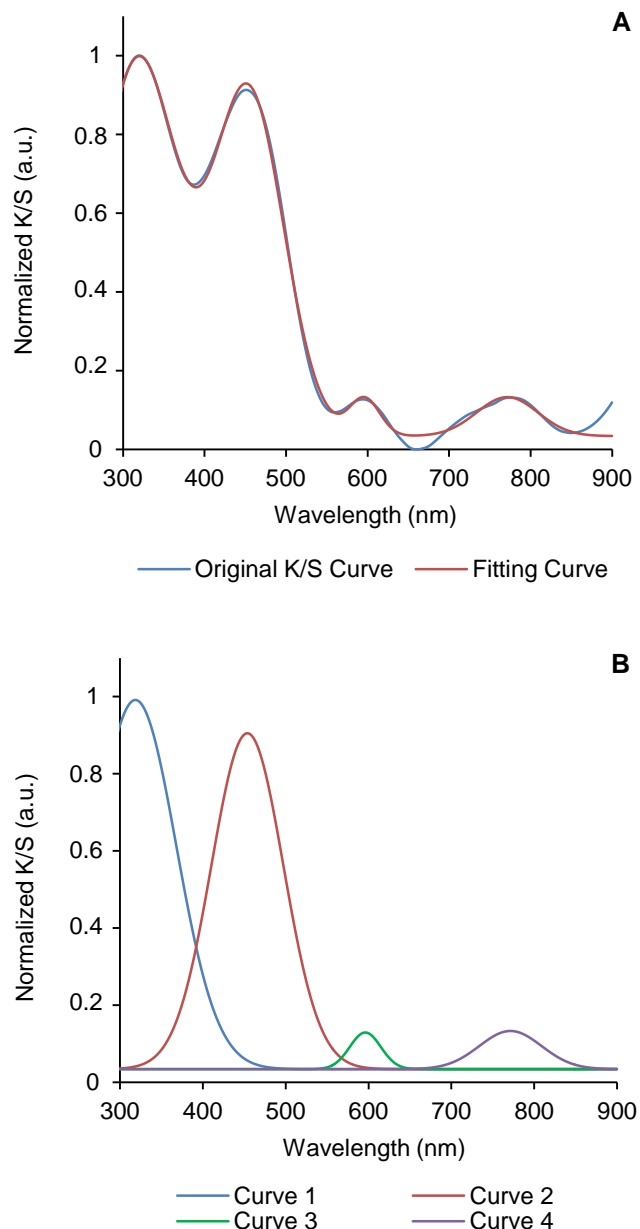 A
1
0.8
0.6
0.4
0.2
0
Normalized K/S (a.u.)
300 400 500 600 700 800 900
Wavelength (nm)
Original K/S Curve Fitting Curve
B
1
0.8
0.6
0.4
0.2
0
Normalized K/S (a.u.)
300 400 500 600 700 800 900
Wavelength (nm)
Curve 1 Curve 2
Curve 3 Curve 4